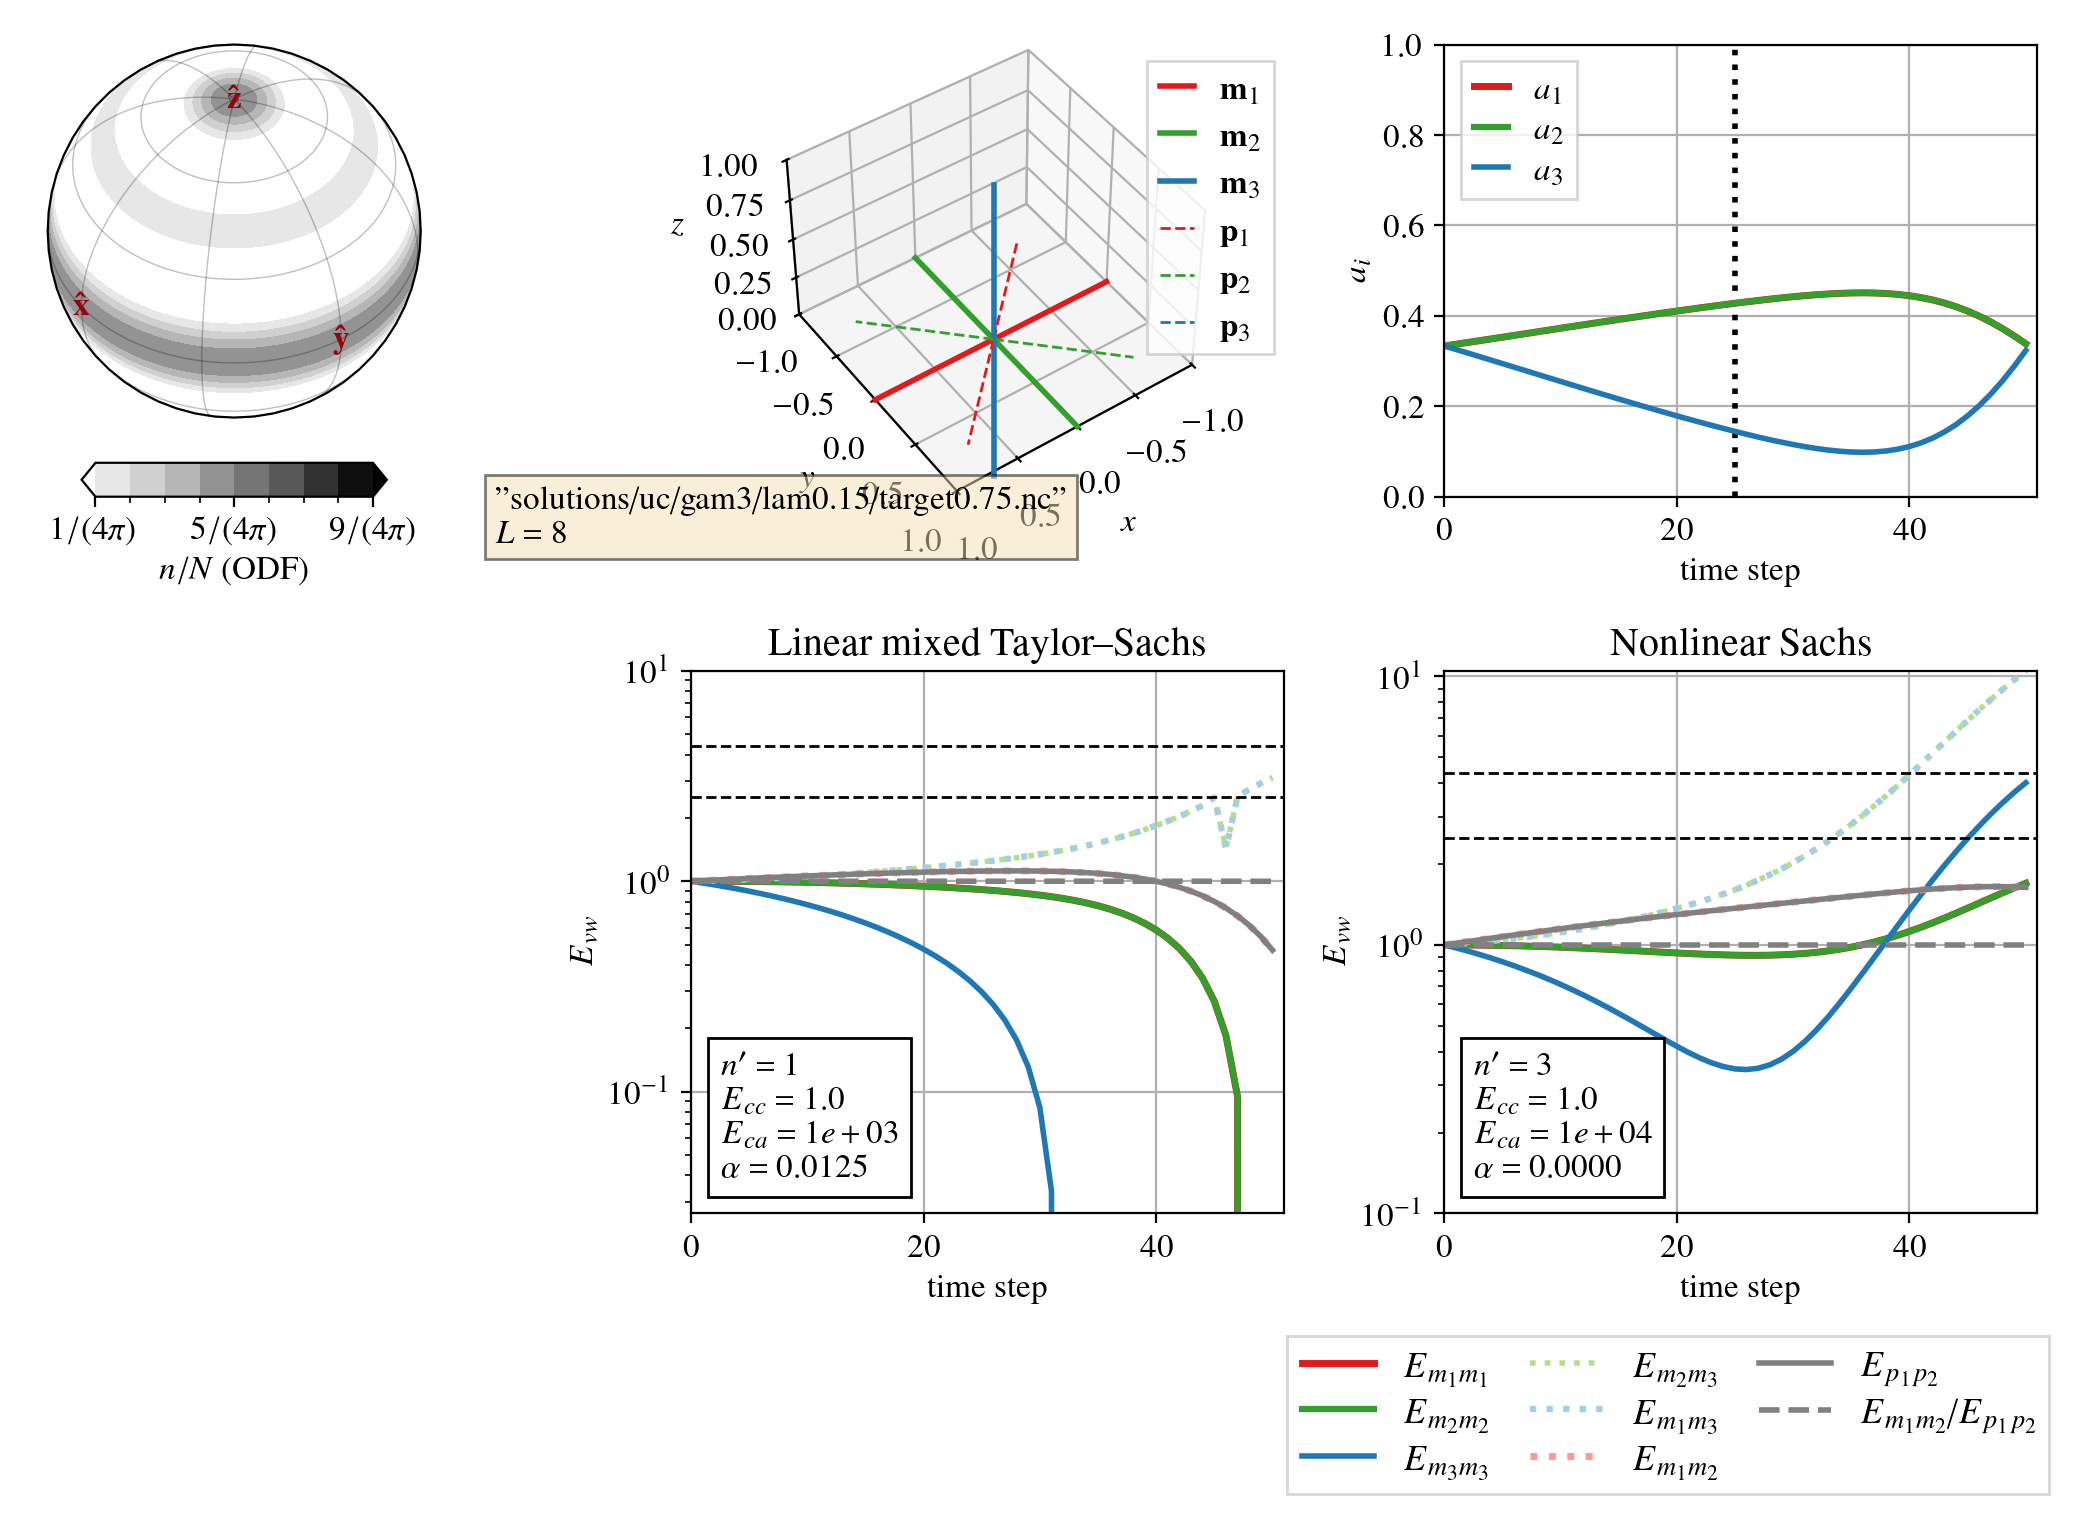 ẑ
x̂
ŷ
1/(4π) 5/(4π) 9/(4π)
n/N (ODF)
m1
m2
m3
p1
p2
p3
1.00
0.75
0.50
0.25
0.00
z
−1.0
−0.5
0.0
0.5
1.0
y
−1.0
−0.5
0.0
0.5
1.0
x
"solutions/uc/gam3/lam0.15/target0.75.nc"
L = 8
a1
a2
a3
1.0
0.8
0.6
0.4
0.2
0.0
ai
0 20 40
time step
Linear mixed Taylor–Sachs
10^1
10^0
10^−1
Evw
n′ = 1
Ecc = 1.0
Eca = 1e + 03
α = 0.0125
0 20 40
time step
Nonlinear Sachs
10^1
10^0
10^−1
Evw
n′ = 3
Ecc = 1.0
Eca = 1e + 04
α = 0.0000
0 20 40
time step
Em1m1 Em2m3 Ep1p2
Em2m2 Em1m3 Em1m2/Ep1p2
Em3m3 Em1m2